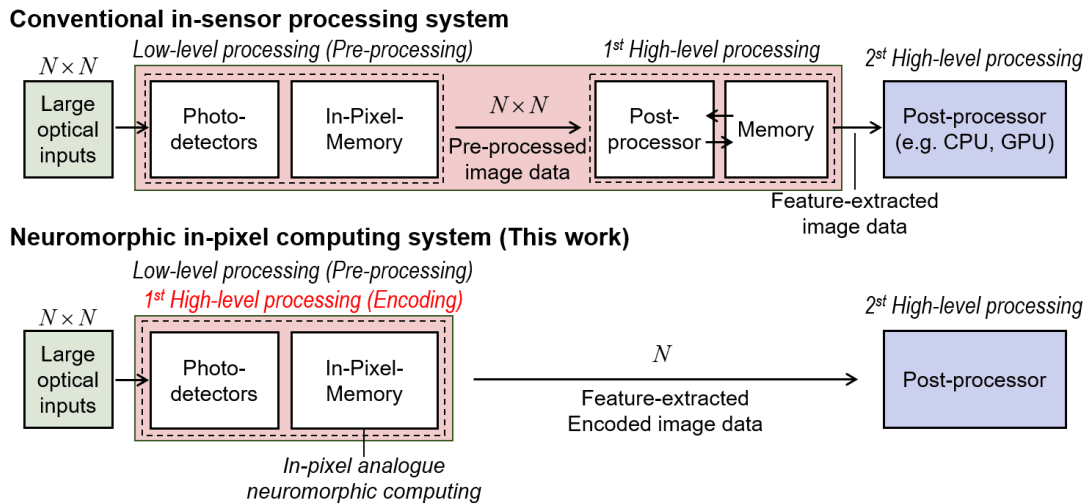 Conventional in-sensor processing system
Low-level processing (Pre-processing)
1st High-level processing
2st High-level processing
N × N
Large
optical
inputs
Photo-
detectors
In-Pixel-
Memory
N × N
Pre-processed
image data
Post-
processor
Memory
Post-processor
(e.g. CPU, GPU)
Feature-extracted
image data
Neuromorphic in-pixel computing system (This work)
Low-level processing (Pre-processing)
1st High-level processing (Encoding)
2st High-level processing
N × N
Large
optical
inputs
Photo-
detectors
In-Pixel-
Memory
N
Feature-extracted
Encoded image data
Post-processor
In-pixel analogue
neuromorphic computing